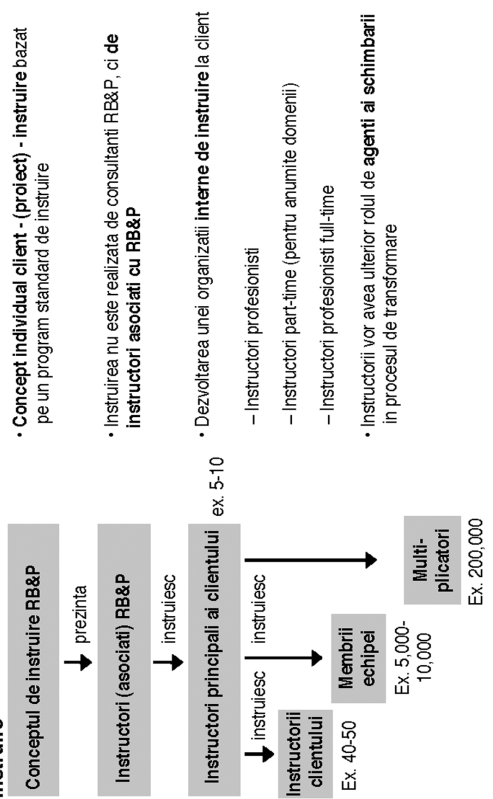 Conceptul de instruire RB&P
prezinta
Instructori (asociati) RB&P
instruiesc
Instructori principali ai clientului
ex. 5-10
instruiesc
instruiesc
Instructorii
clientului
Ex. 40-50
Membrii
echipei
Ex. 5,000-
10,000
Multi-
plicatori
Ex. 200,000
• Concept individual client - (proiect) - instruire bazat
pe un program standard de instruire
• Instruirea nu este realizata de consultanti RB&P, ci de
instructori asociati cu RB&P
• Dezvoltarea unei organizatii interne de instruire la client
– Instructori profesionisti
– Instructori part-time (pentru anumite domenii)
– Instructori profesionisti full-time
• Instructorii vor avea ulterior rolul de agenti ai schimbarii
in procesul de transformare